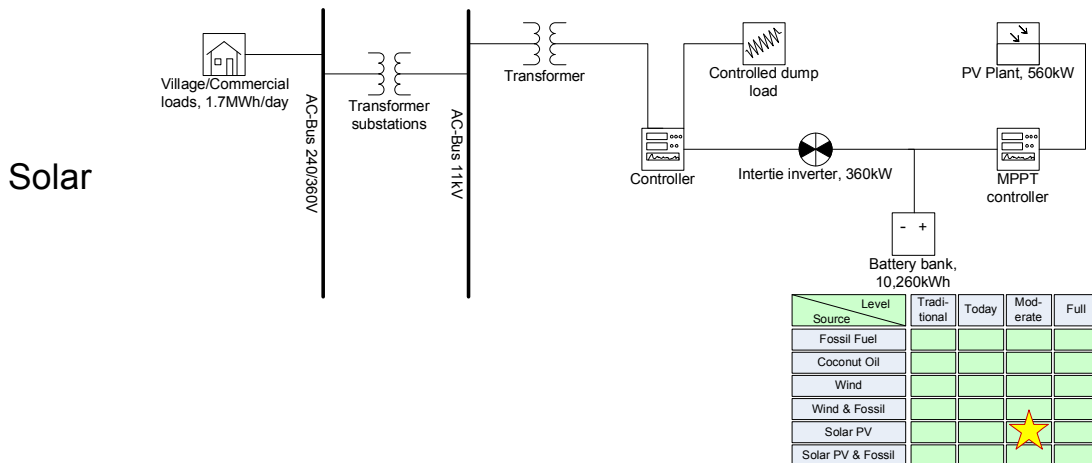 Solar
Village/Commercial
loads, 1.7MWh/day
AC-Bus 240/360V
Transformer
substations
AC-Bus 11kV
Transformer
Controlled dump
load
Controller
Intertie inverter, 360kW
PV Plant, 560kW
MPPT
controller
- +
Battery bank,
10,260kWh
Level
Source
Tradi-
tional
Today
Mod-
erate
Full
Fossil Fuel
Coconut Oil
Wind
Wind & Fossil
Solar PV
Solar PV & Fossil